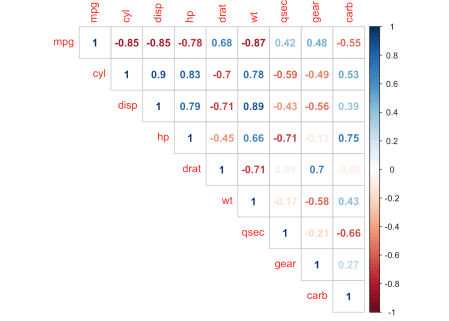 mpg cyl disp hp drat wt qsec gear carb
mpg 1 -0.85 -0.85 -0.78 0.68 -0.87 0.42 0.48 -0.55
cyl 1 0.9 0.83 -0.7 0.78 -0.59 -0.49 0.53
disp 1 0.79 -0.71 0.89 -0.43 -0.56 0.39
hp 1 -0.45 0.66 -0.71 -0.13 0.75
drat 1 -0.71 0.09 0.7 -0.09
wt 1 -0.17 -0.58 0.43
qsec 1 -0.21 -0.66
gear 1 0.27
carb 1
1
0.8
0.6
0.4
0.2
0
-0.2
-0.4
-0.6
-0.8
-1